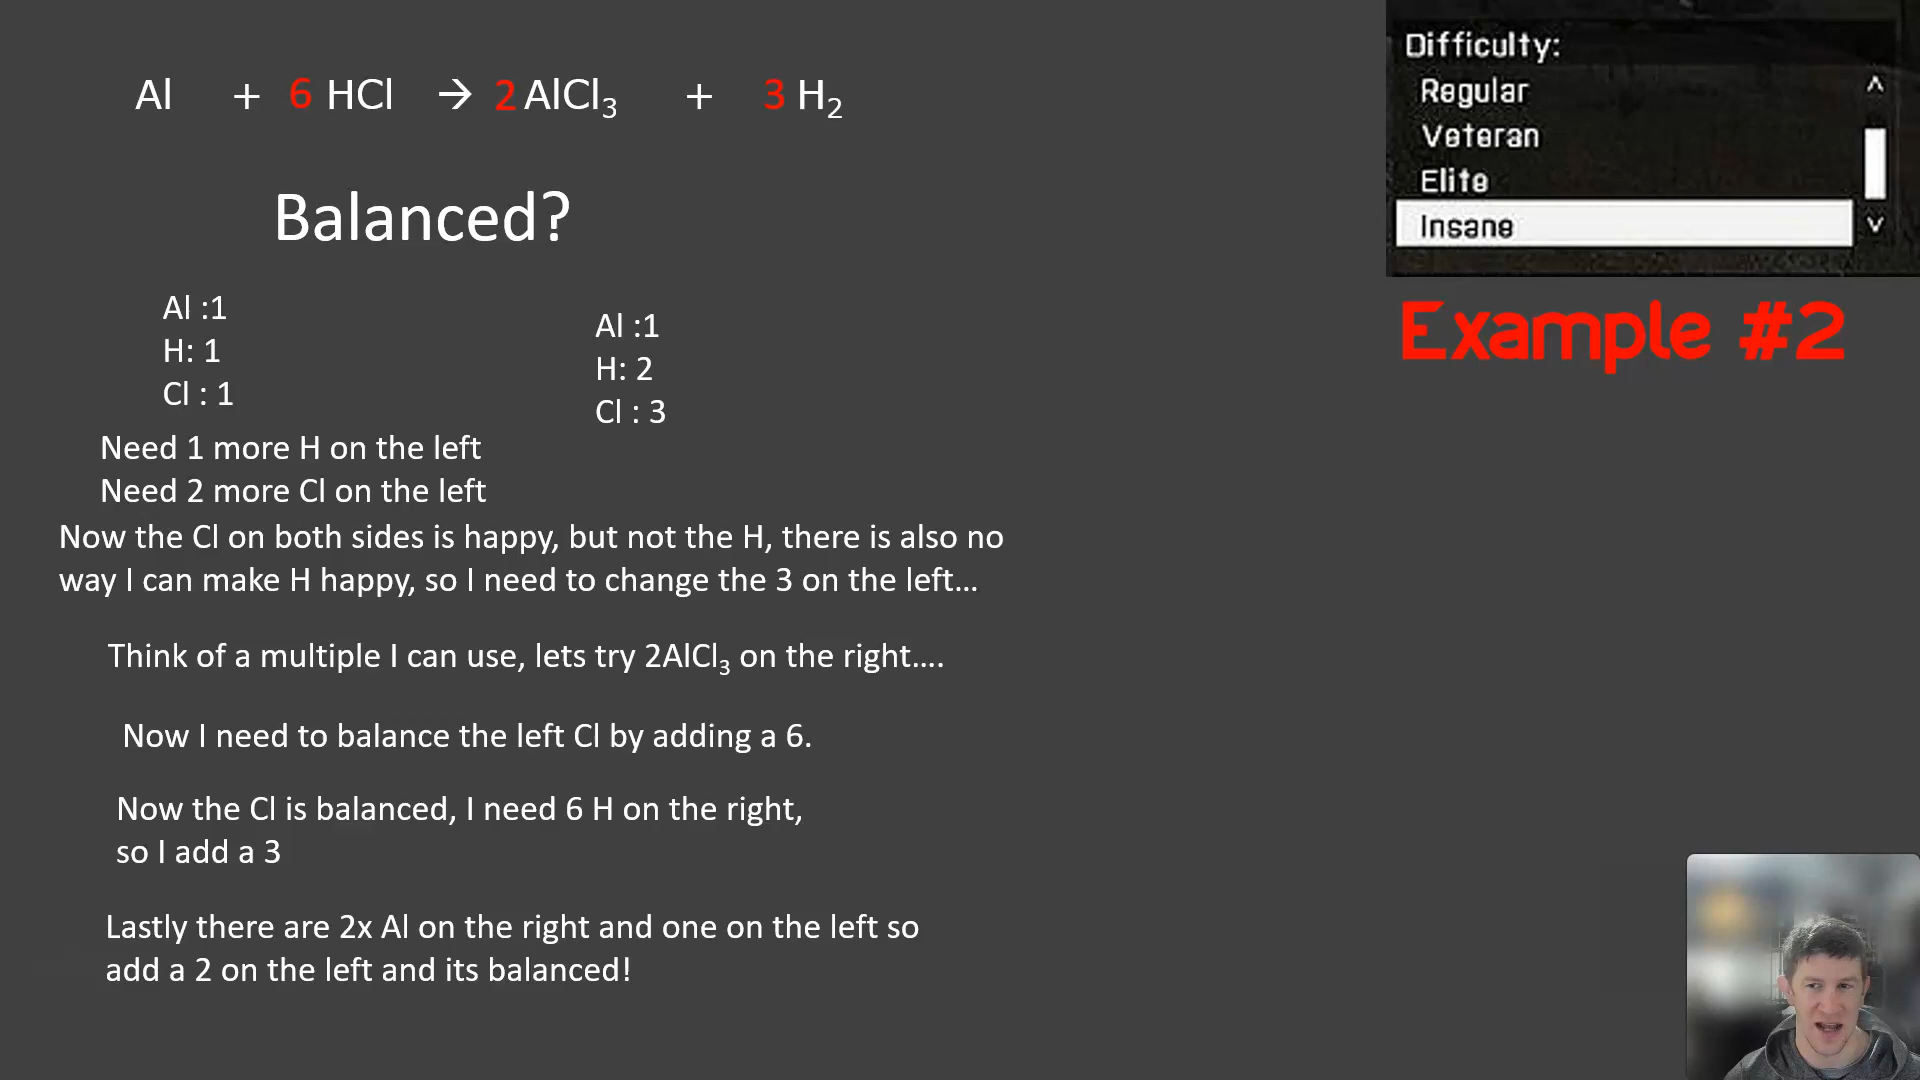 Al + 6 HCl → 2 AlCl₃ + 3 H₂
Balanced?
Al :1
H: 1
Cl : 1
Al :1
H: 2
Cl : 3
Need 1 more H on the left
Need 2 more Cl on the left
Now the Cl on both sides is happy, but not the H, there is also no
way I can make H happy, so I need to change the 3 on the left…
Think of a multiple I can use, lets try 2AlCl₃ on the right….
Now I need to balance the left Cl by adding a 6.
Now the Cl is balanced, I need 6 H on the right,
so I add a 3
Lastly there are 2x Al on the right and one on the left so
add a 2 on the left and its balanced!
Difficulty:
Regular
Veteran
Elite
Insane
Example #2